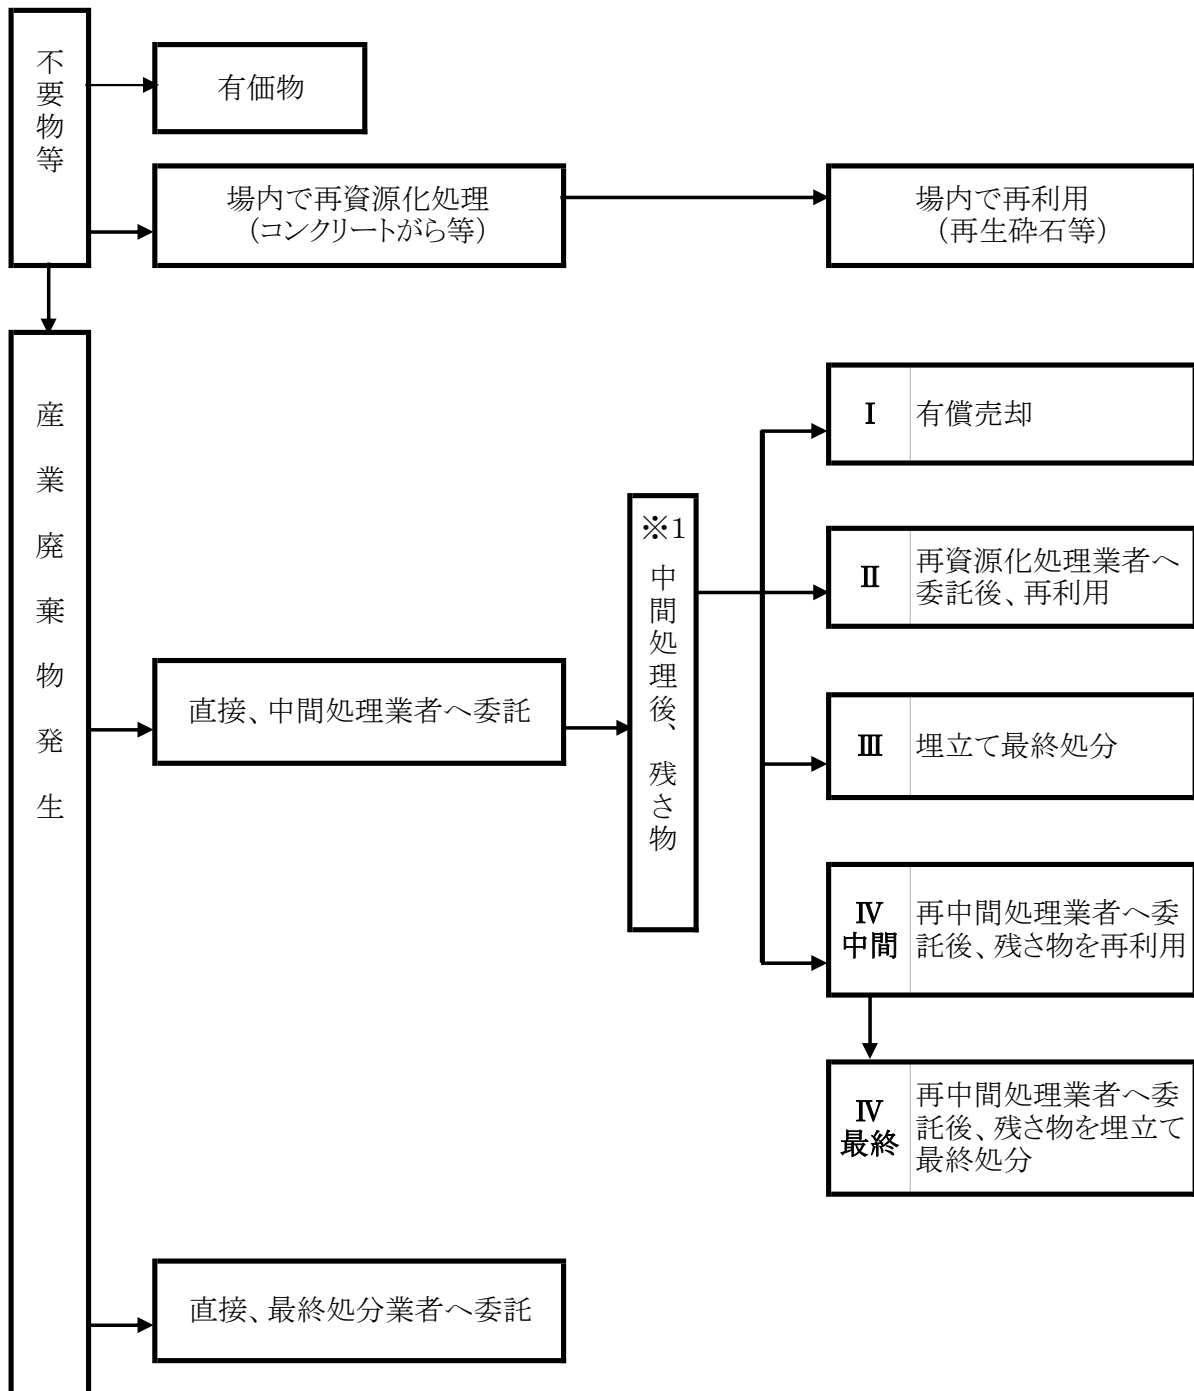 不要物等
有価物
場内で再資源化処理
(コンクリートがら等)
場内で再利用
(再生砕石等)
産業廃棄物発生
Ⅰ
有償売却
※1
中間処理後、残さ物
Ⅱ
再資源化処理業者へ
委託後、再利用
直接、中間処理業者へ委託
Ⅲ
埋立て最終処分
Ⅳ
中間
再中間処理業者へ委
託後、残さ物を再利用
Ⅳ
最終
再中間処理業者へ委
託後、残さ物を埋立て
最終処分
直接、最終処分業者へ委託